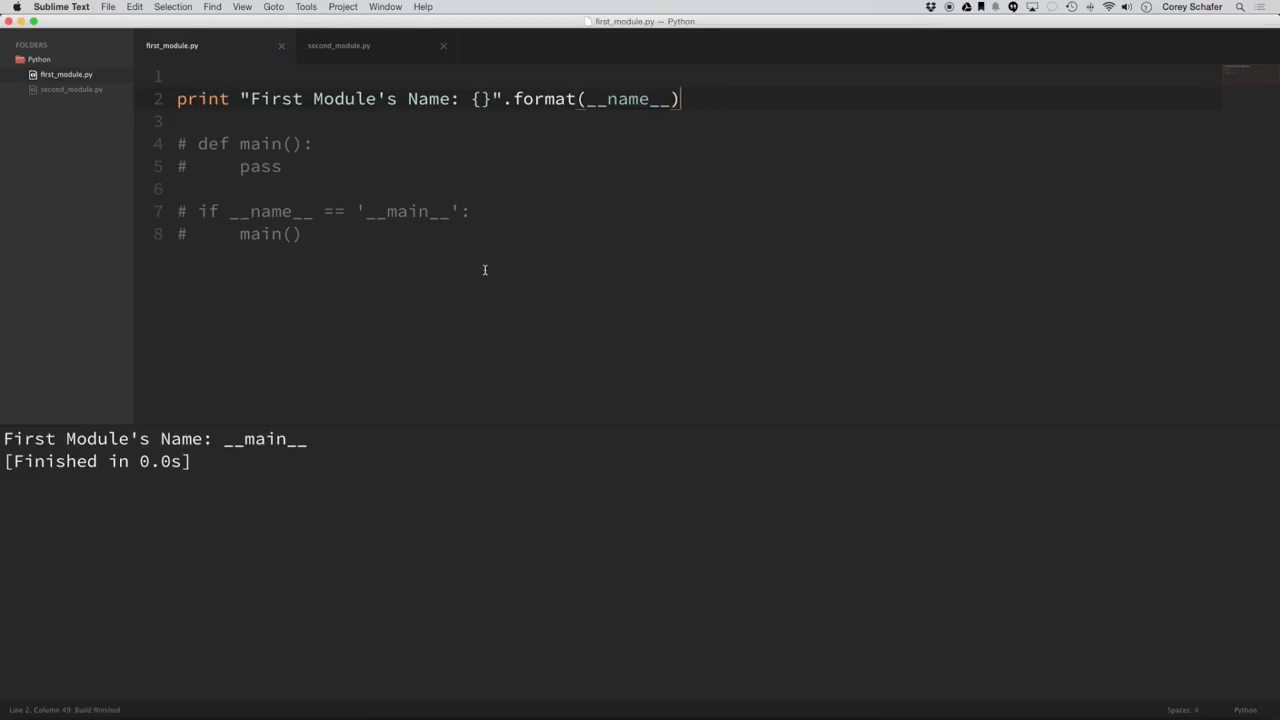 Sublime Text File Edit Selection Find View Goto Tools Project Window Help Corey Schafer
first_module.py — Python
FOLDERS
Python
first_module.py
second_module.py
first_module.py second_module.py
1
2 print "First Module's Name: {}".format(__name__)
3
4 # def main():
5 #     pass
6
7 # if __name__ == '__main__':
8 #     main()
First Module's Name: __main__
[Finished in 0.0s]
Line 2, Column 49; Build finished Spaces: 4 Python